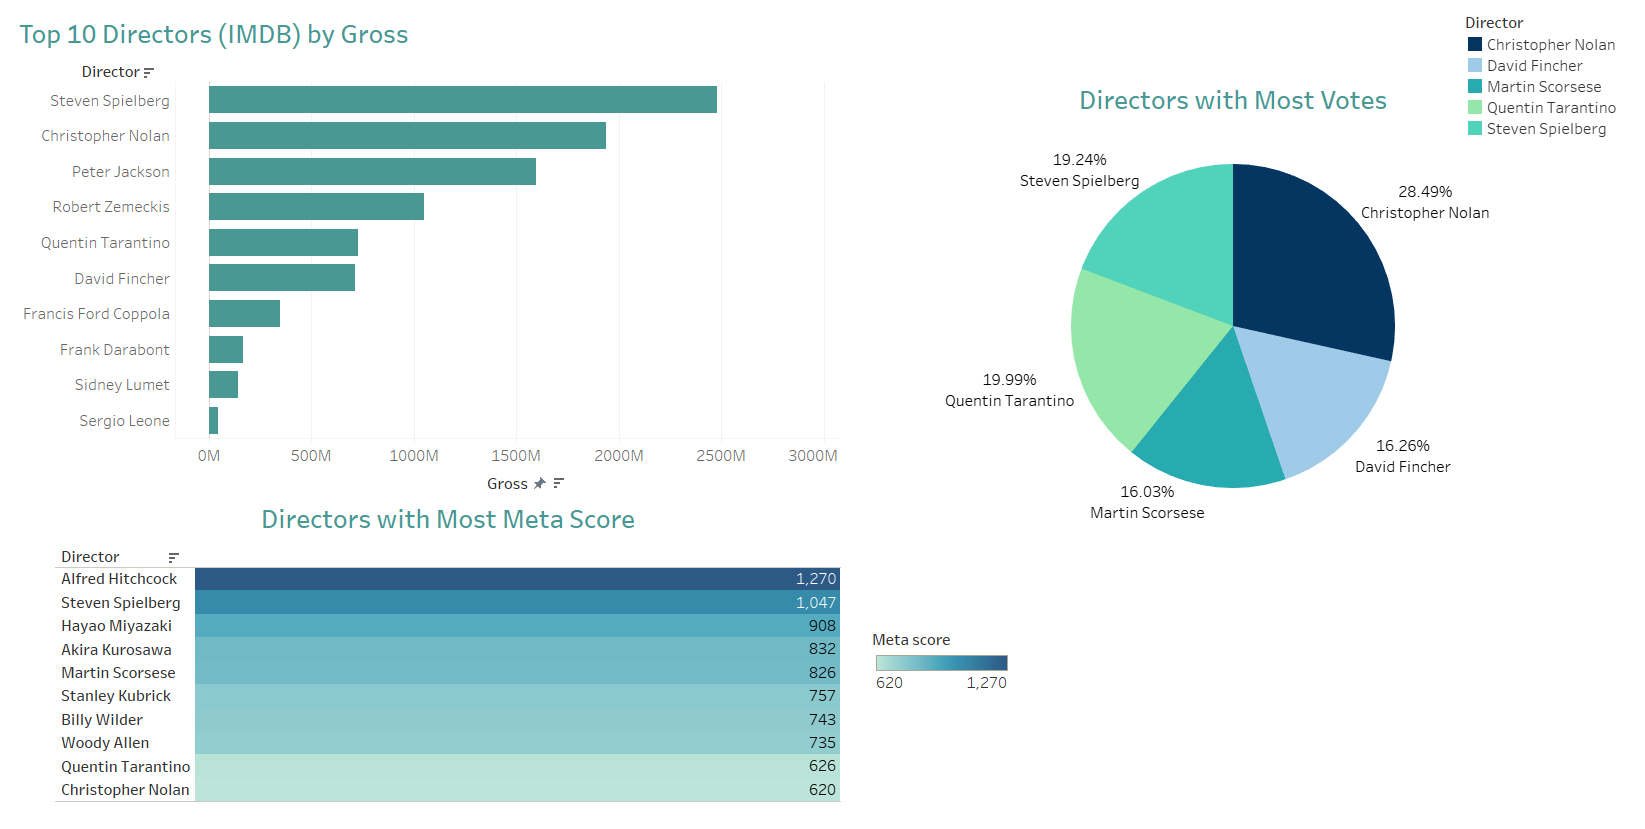 Top 10 Directors (IMDB) by Gross
Director
Steven Spielberg
Christopher Nolan
Peter Jackson
Robert Zemeckis
Quentin Tarantino
David Fincher
Francis Ford Coppola
Frank Darabont
Sidney Lumet
Sergio Leone
0M 500M 1000M 1500M 2000M 2500M 3000M
Gross
Directors with Most Votes
Director
Christopher Nolan
David Fincher
Martin Scorsese
Quentin Tarantino
Steven Spielberg
19.24%
Steven Spielberg
28.49%
Christopher Nolan
19.99%
Quentin Tarantino
16.26%
David Fincher
16.03%
Martin Scorsese
Directors with Most Meta Score
Director
Alfred Hitchcock 1,270
Steven Spielberg 1,047
Hayao Miyazaki 908
Akira Kurosawa 832
Martin Scorsese 826
Stanley Kubrick 757
Billy Wilder 743
Woody Allen 735
Quentin Tarantino 626
Christopher Nolan 620
Meta score
620 1,270